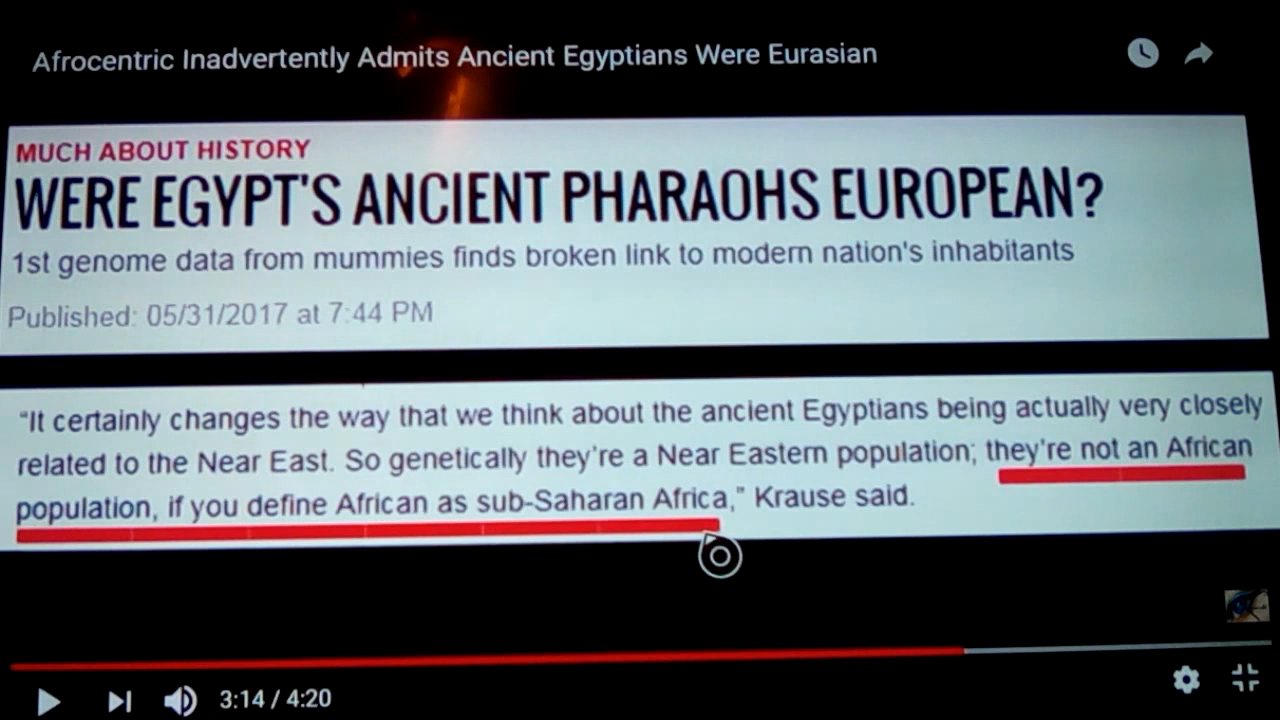 Afrocentric Inadvertently Admits Ancient Egyptians Were Eurasian
MUCH ABOUT HISTORY
WERE EGYPT'S ANCIENT PHARAOHS EUROPEAN?
1st genome data from mummies finds broken link to modern nation's inhabitants
Published: 05/31/2017 at 7:44 PM
“It certainly changes the way that we think about the ancient Egyptians being actually very closely
related to the Near East. So genetically they're a Near Eastern population; they're not an African
population, if you define African as sub-Saharan Africa,” Krause said.
3:14 / 4:20